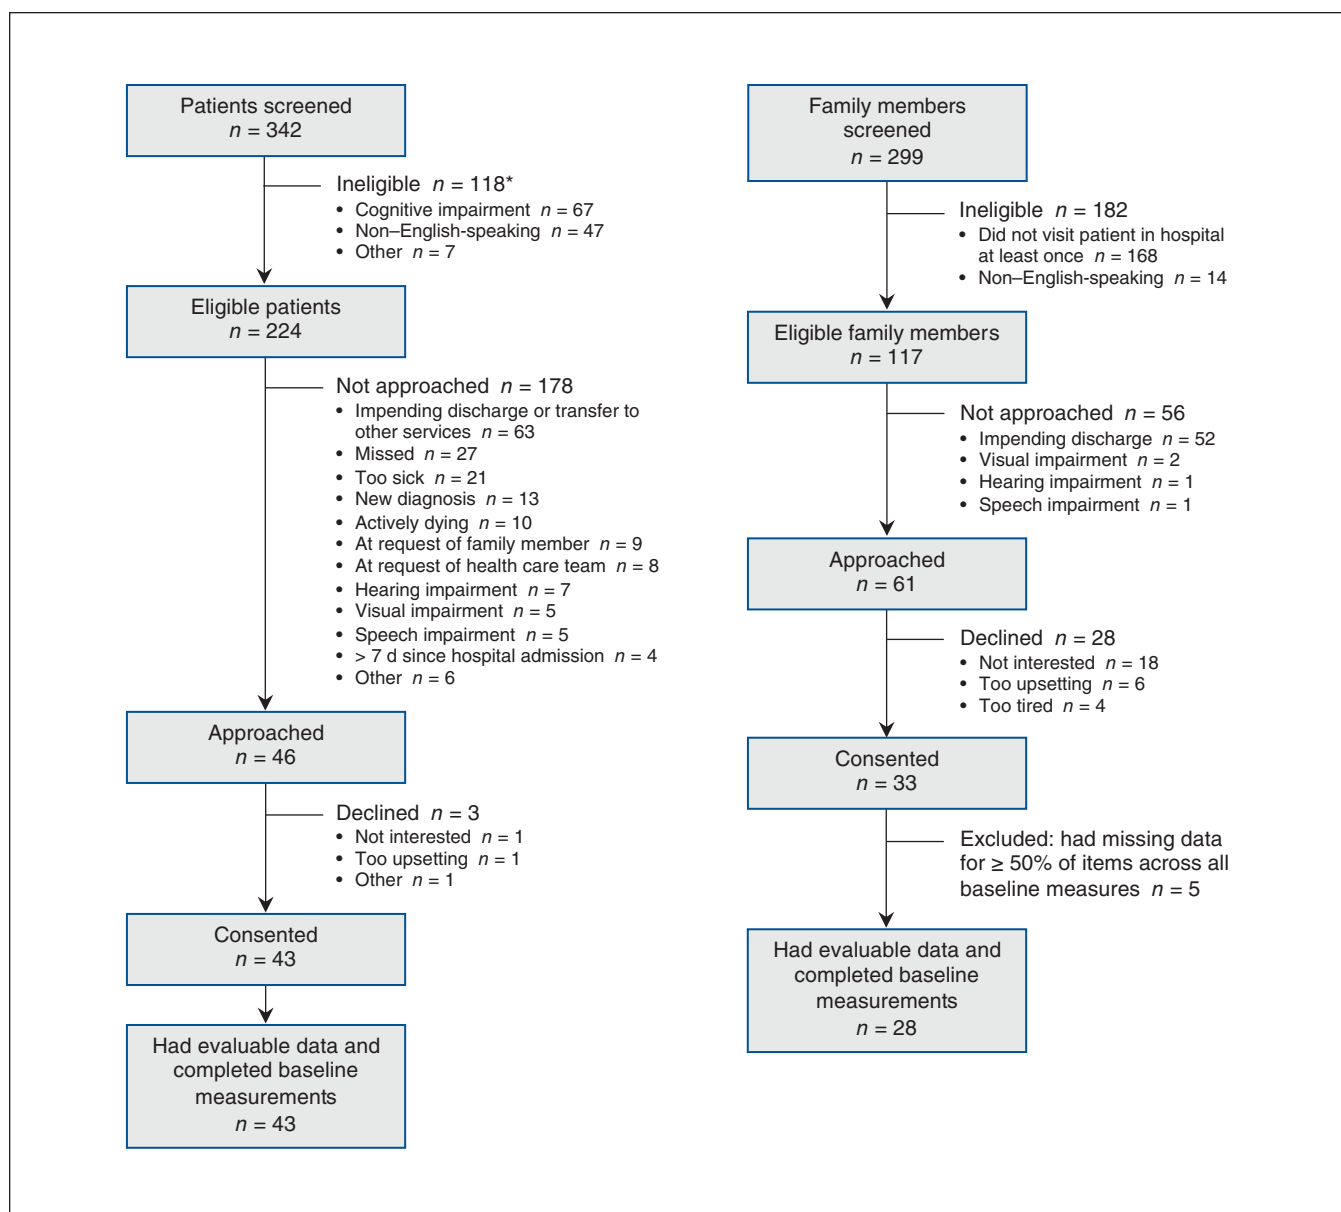 Patients screened
n = 342
Ineligible n = 118*
• Cognitive impairment n = 67
• Non–English-speaking n = 47
• Other n = 7
Eligible patients
n = 224
Not approached n = 178
• Impending discharge or transfer to
other services n = 63
• Missed n = 27
• Too sick n = 21
• New diagnosis n = 13
• Actively dying n = 10
• At request of family member n = 9
• At request of health care team n = 8
• Hearing impairment n = 7
• Visual impairment n = 5
• Speech impairment n = 5
• > 7 d since hospital admission n = 4
• Other n = 6
Approached
n = 46
Declined n = 3
• Not interested n = 1
• Too upsetting n = 1
• Other n = 1
Consented
n = 43
Had evaluable data and
completed baseline
measurements
n = 43
Family members
screened
n = 299
Ineligible n = 182
• Did not visit patient in hospital
at least once n = 168
• Non–English-speaking n = 14
Eligible family members
n = 117
Not approached n = 56
• Impending discharge n = 52
• Visual impairment n = 2
• Hearing impairment n = 1
• Speech impairment n = 1
Approached
n = 61
Declined n = 28
• Not interested n = 18
• Too upsetting n = 6
• Too tired n = 4
Consented
n = 33
Excluded: had missing data
for ≥ 50% of items across all
baseline measures n = 5
Had evaluable data and
completed baseline
measurements
n = 28